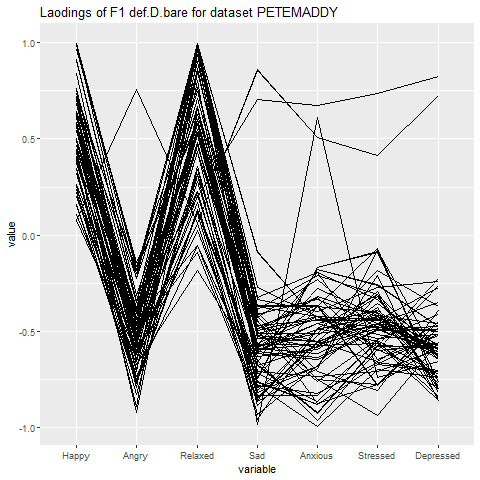 Laodings of F1 def.D.bare for dataset PETEMADDY
1.0
0.5
0.0
-0.5
-1.0
value
Happy Angry Relaxed Sad Anxious Stressed Depressed
variable